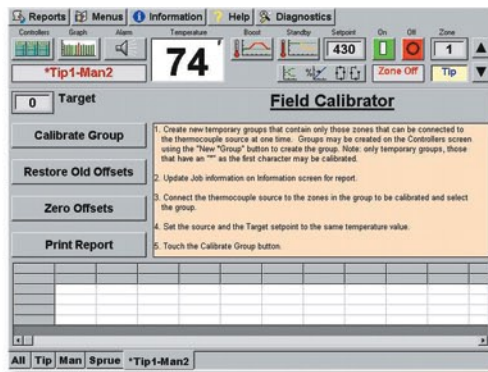 Reports Menus Information Help Diagnostics
Controllers Graph Alarm Temperature Boost Standby Setpoint On Off Zone
74 430 1
*Tip1-Man2 Zone Off Tip
0 Target Field Calibrator
Calibrate Group
Restore Old Offsets
Zero Offsets
Print Report
1. Create new temporary groups that contain only those zones that can be connected
to the thermocouple source at one time. Groups may be created on the Controllers screen
using the "New *Group" button to create the group. Note: only temporary groups, those
that have an "*" as the first character may be calibrated.
2. Update Job information on Information screen for report.
3. Connect the thermocouple source to the zones in the group to be calibrated and select
the group.
4. Set the source and the Target setpoint to the same temperature value.
5. Touch the Calibrate Group button.
All Tip Man Sprue *Tip1-Man2